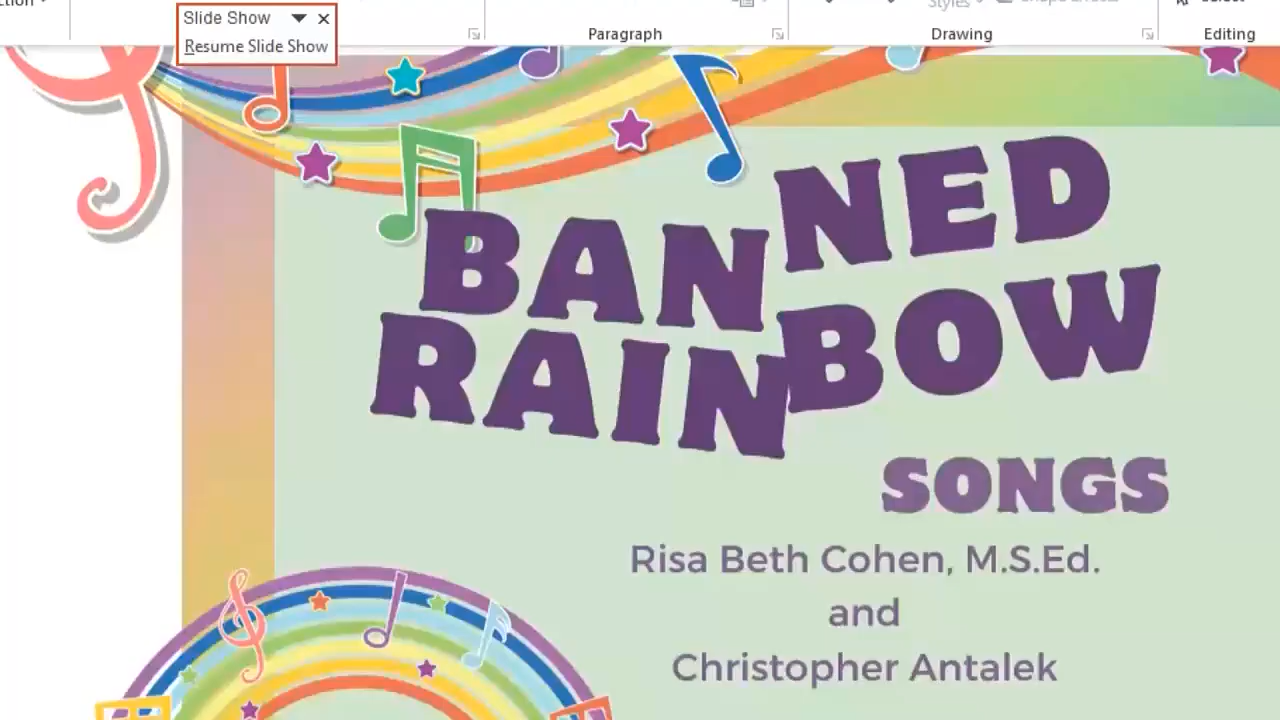 Slide Show
Resume Slide Show
Paragraph
Drawing
Editing
BANNED
RAINBOW
SONGS
Risa Beth Cohen, M.S.Ed.
and
Christopher Antalek